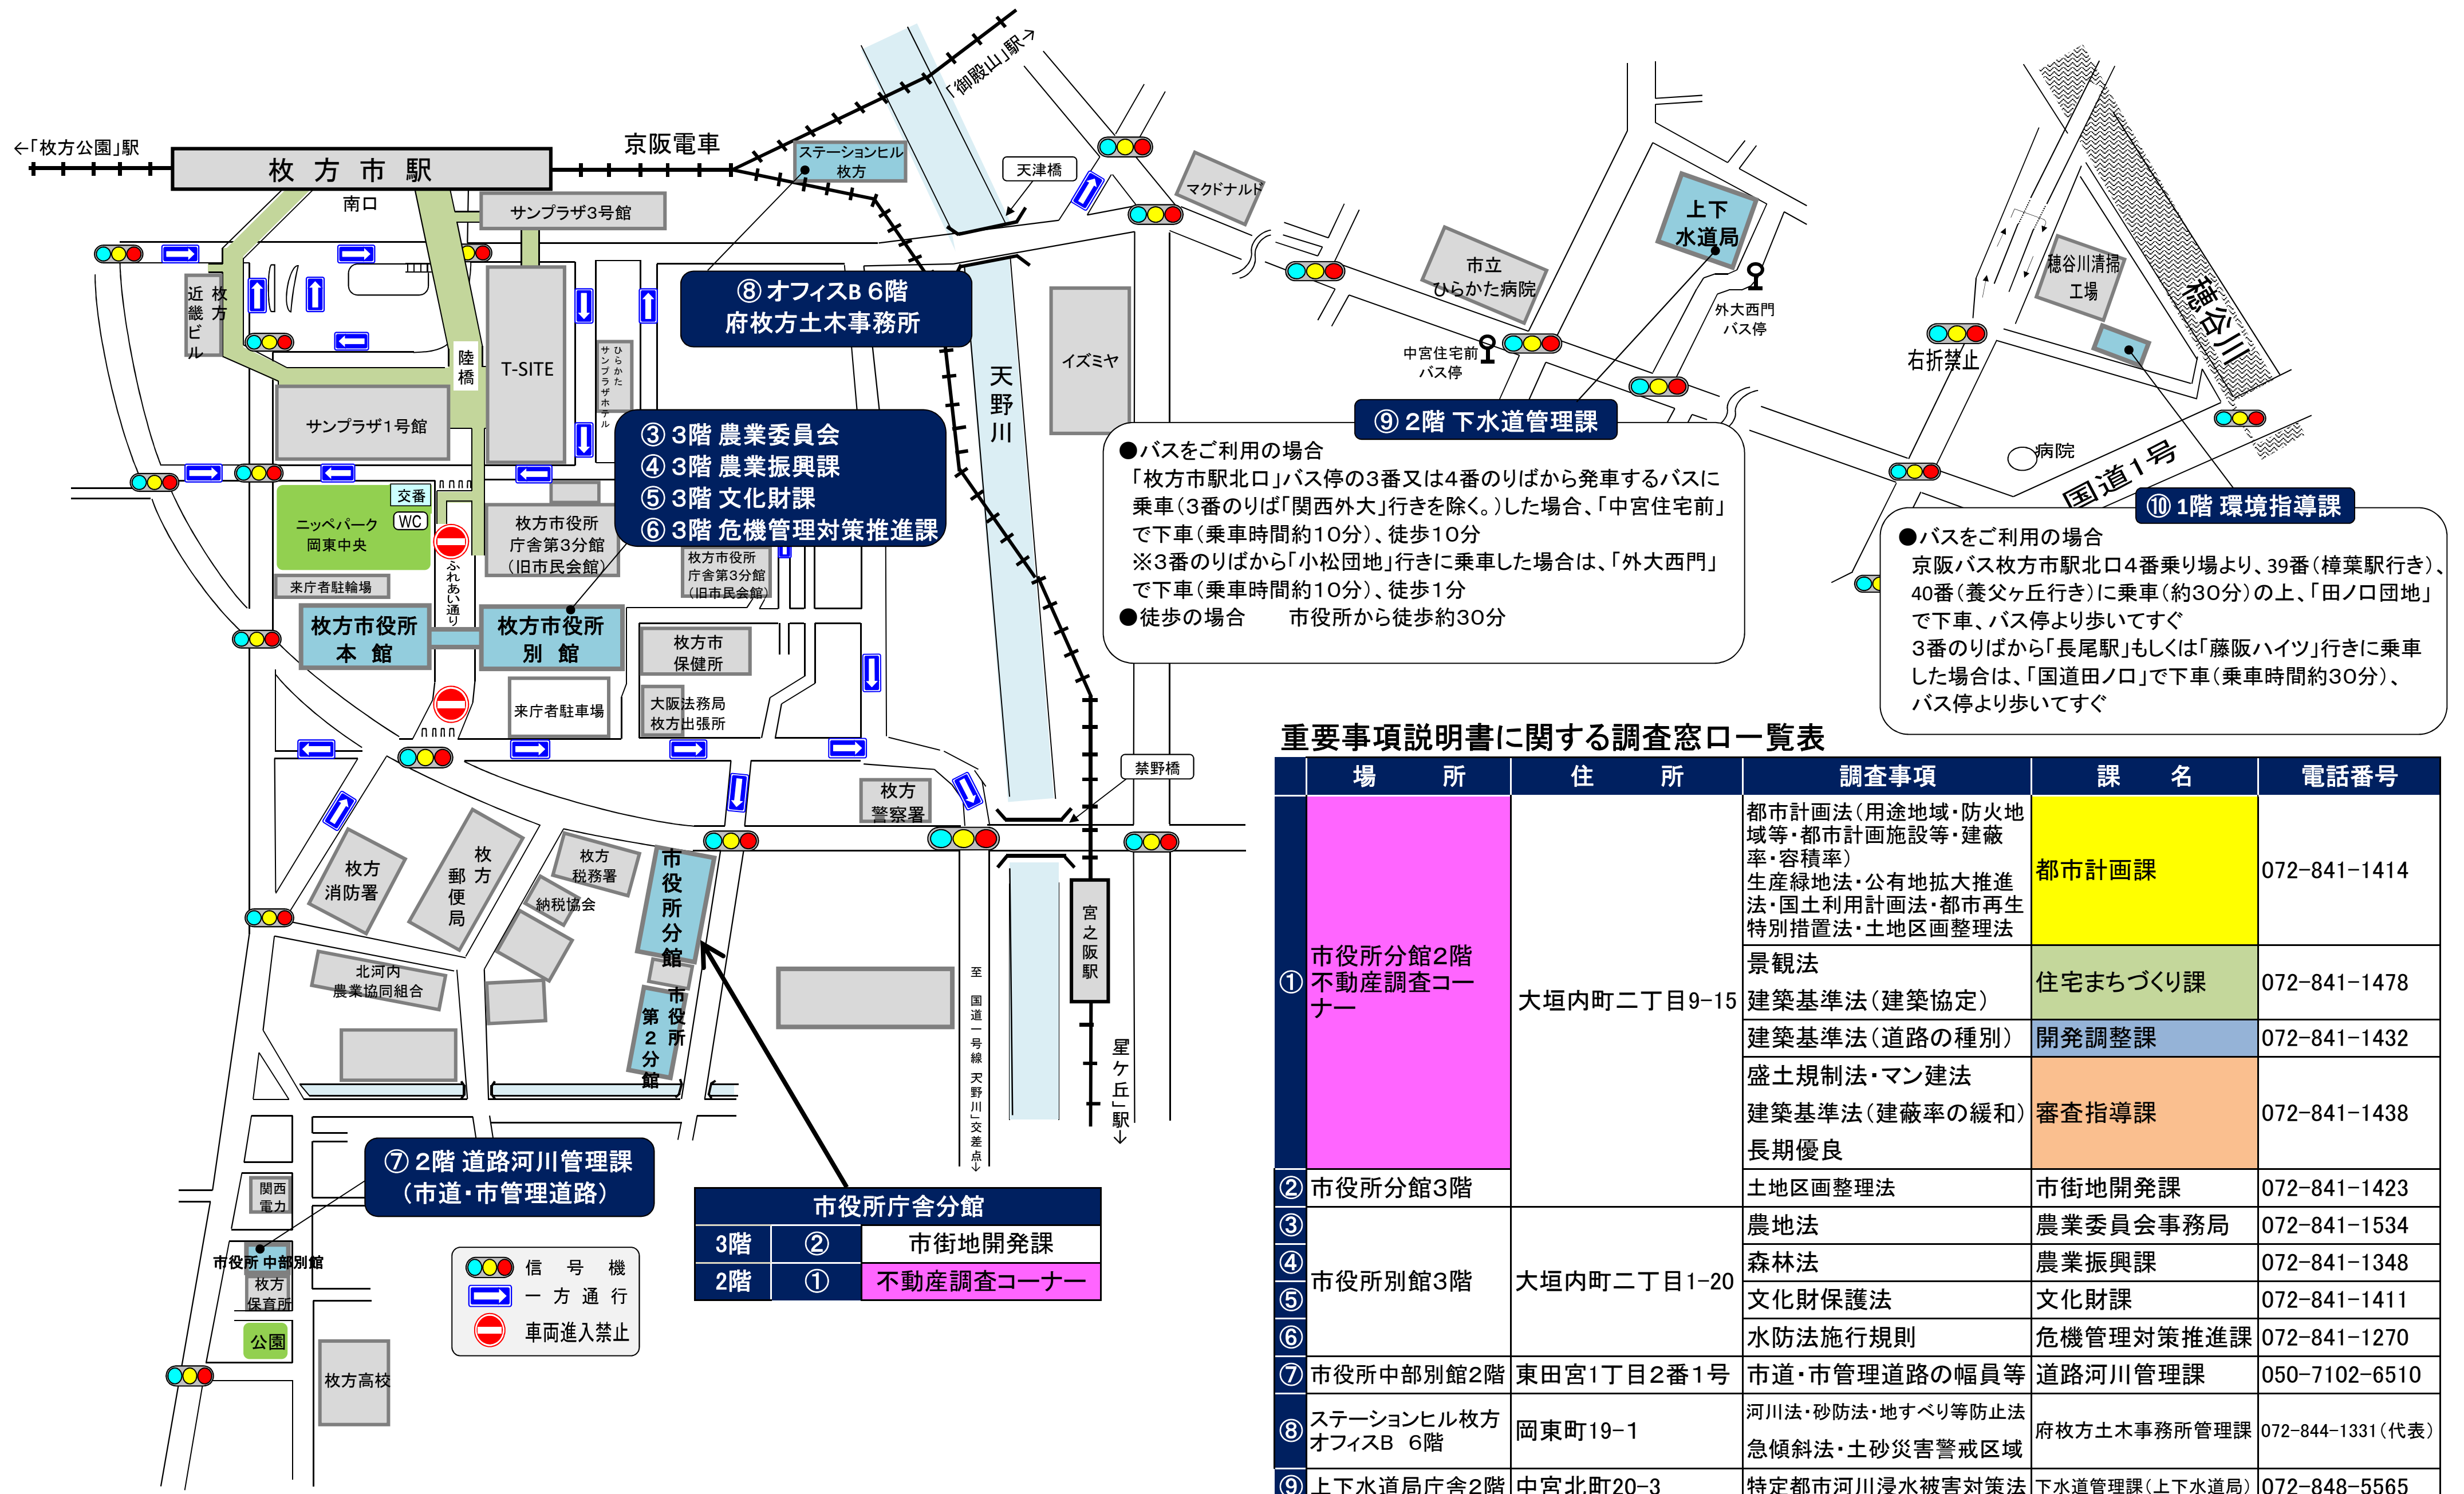 ←「枚方公園」駅
枚方市駅
南口
京阪電車
「御殿山」駅→
ステーションヒル
枚方
天津橋
サンプラザ3号館
マクドナルド
枚方
近畿ビル
陸橋
T-SITE
ひらかた
サンプラザホテル
サンプラザ1号館
⑧ オフィスB 6階
府枚方土木事務所
天野川
イズミヤ
市立
ひらかた病院
上下
水道局
外大西門
バス停
中宮住宅前
バス停
穂谷川清掃
工場
穂谷川
右折禁止
病院
国道1号
交番
WC
ニッペパーク
岡東中央
来庁者駐輪場
ふれあい通り
枚方市役所
庁舎第3分館
（旧市民会館）
③ 3階 農業委員会
④ 3階 農業振興課
⑤ 3階 文化財課
⑥ 3階 危機管理対策推進課
枚方市役所
庁舎第3分館
（旧市民会館）
枚方市役所
本 館
枚方市役所
別 館
枚方市
保健所
来庁者駐車場
大阪法務局
枚方出張所
⑨ 2階 下水道管理課
●バスをご利用の場合
「枚方市駅北口」バス停の3番又は4番のりばから発車するバスに
乗車（3番のりば「関西外大」行きを除く。）した場合、「中宮住宅前」
で下車（乗車時間約10分）、徒歩10分
※3番のりばから「小松団地」行きに乗車した場合は、「外大西門」
で下車（乗車時間約10分）、徒歩1分
●徒歩の場合　　市役所から徒歩約30分
⑩ 1階 環境指導課
●バスをご利用の場合
京阪バス枚方市駅北口4番乗り場より、39番（樟葉駅行き）、
40番（養父ヶ丘行き）に乗車（約30分）の上、「田ノ口団地」
で下車、バス停より歩いてすぐ
3番のりばから「長尾駅」もしくは「藤阪ハイツ」行きに乗車
した場合は、「国道田ノ口」で下車（乗車時間約30分）、
バス停より歩いてすぐ
禁野橋
枚方
警察署
枚方
消防署
枚方
郵便局
枚方
税務署
納税協会
市役所分館
市役所
第2分館
北河内
農業協同組合
宮之阪駅
至 国道一号線 天野川」交差点→
「星ケ丘」駅→
⑦ 2階 道路河川管理課
（市道・市管理道路）
関西
電力
市役所 中部別館
枚方
保育所
公園
枚方高校
信号機
一方通行
車両進入禁止
市役所庁舎分館
3階 ② 市街地開発課
2階 ① 不動産調査コーナー
重要事項説明書に関する調査窓口一覧表
場所 住所 調査事項 課名 電話番号
① 市役所分館2階
不動産調査コー
ナー
大垣内町二丁目9-15
都市計画法（用途地域・防火地
域等・都市計画施設等・建蔽
率・容積率）
生産緑地法・公有地拡大推進
法・国土利用計画法・都市再生
特別措置法・土地区画整理法
都市計画課 072-841-1414
景観法
建築基準法（建築協定）
住宅まちづくり課 072-841-1478
建築基準法（道路の種別） 開発調整課 072-841-1432
盛土規制法・マン建法
建築基準法（建蔽率の緩和）
長期優良
審査指導課 072-841-1438
② 市役所分館3階 土地区画整理法 市街地開発課 072-841-1423
③ 農地法 農業委員会事務局 072-841-1534
市役所別館3階 大垣内町二丁目1-20
④ 森林法 農業振興課 072-841-1348
⑤ 文化財保護法 文化財課 072-841-1411
⑥ 水防法施行規則 危機管理対策推進課 072-841-1270
⑦ 市役所中部別館2階 東田宮1丁目2番1号 市道・市管理道路の幅員等 道路河川管理課 050-7102-6510
⑧ ステーションヒル枚方
オフィスB 6階
岡東町19-1
河川法・砂防法・地すべり等防止法
急傾斜法・土砂災害警戒区域
府枚方土木事務所管理課 072-844-1331（代表）
⑨ 上下水道局庁舎2階 中宮北町20-3 特定都市河川浸水被害対策法 下水道管理課（上下水道局） 072-848-5565